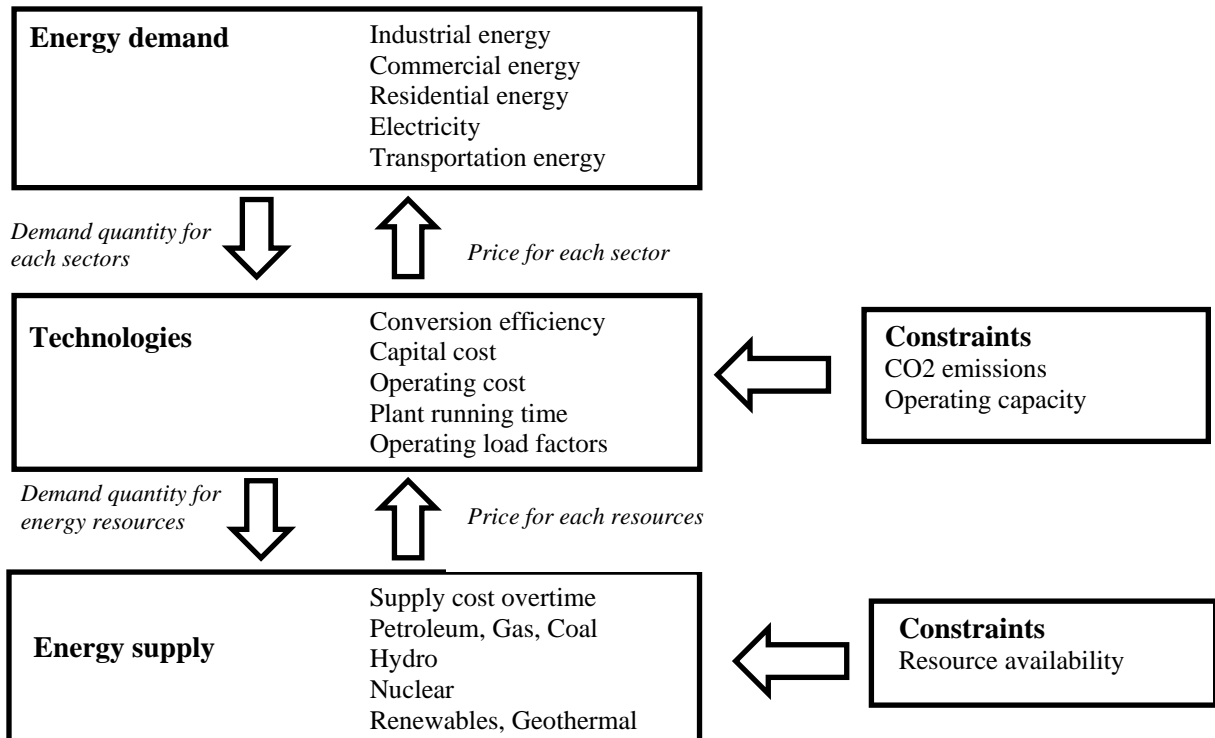 Energy demand
Industrial energy
Commercial energy
Residential energy
Electricity
Transportation energy
Demand quantity for
each sectors
Price for each sector
Technologies
Conversion efficiency
Capital cost
Operating cost
Plant running time
Operating load factors
Constraints
CO2 emissions
Operating capacity
Demand quantity for
energy resources
Price for each resources
Energy supply
Supply cost overtime
Petroleum, Gas, Coal
Hydro
Nuclear
Renewables, Geothermal
Constraints
Resource availability